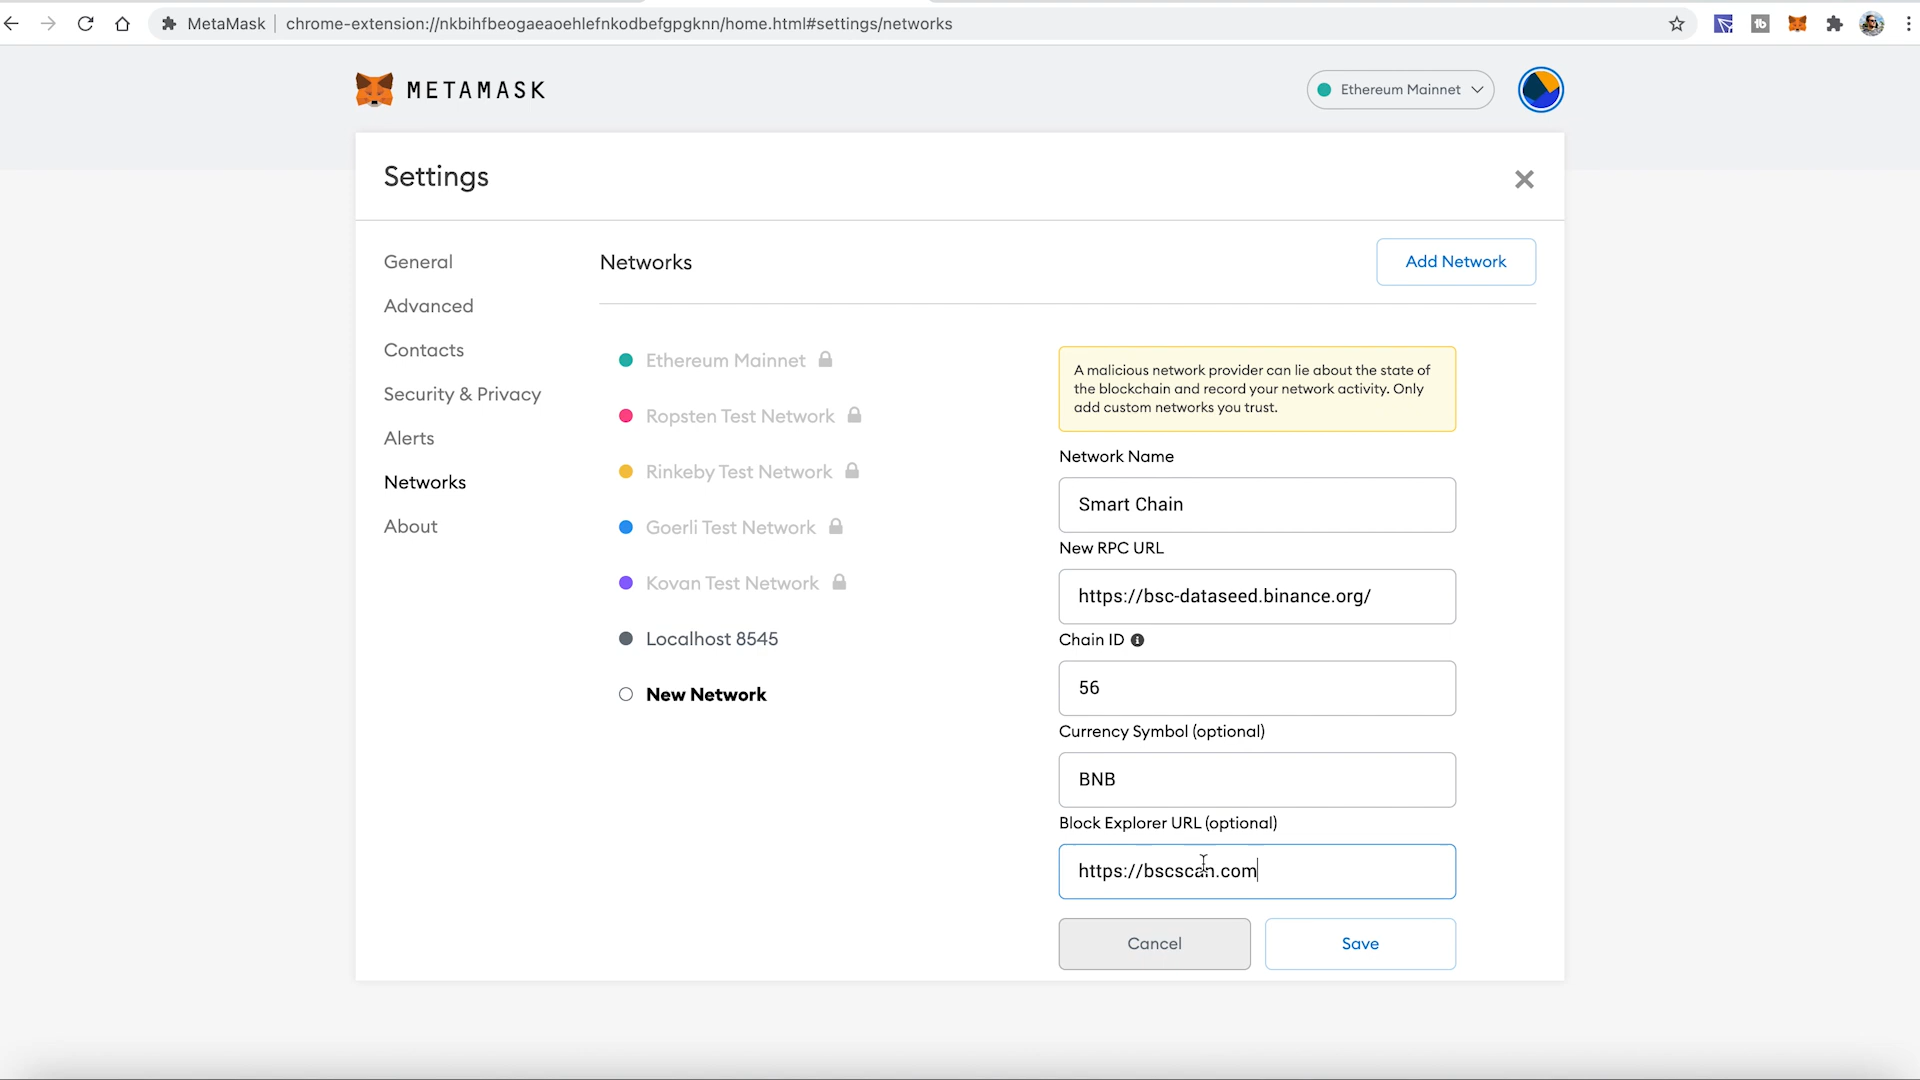 MetaMask
chrome-extension://nkbihfbeogaeaoehlefnkodbefgpgknn/home.html#settings/networks
tb
METAMASK
Ethereum Mainnet
Settings
General
Advanced
Contacts
Security & Privacy
Alerts
Networks
About
Networks
Add Network
Ethereum Mainnet
Ropsten Test Network
Rinkeby Test Network
Goerli Test Network
Kovan Test Network
Localhost 8545
New Network
A malicious network provider can lie about the state of
the blockchain and record your network activity. Only
add custom networks you trust.
Network Name
Smart Chain
New RPC URL
https://bsc-dataseed.binance.org/
Chain ID
56
Currency Symbol (optional)
BNB
Block Explorer URL (optional)
https://bscscan.com
Cancel
Save